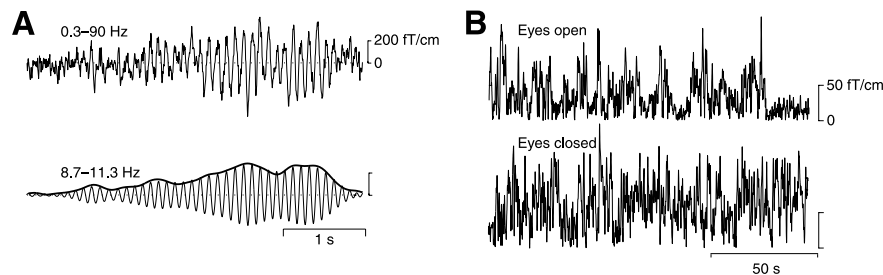 A
0.3–90 Hz
200 fT/cm
0
8.7–11.3 Hz
1 s
B
Eyes open
50 fT/cm
0
Eyes closed
50 s